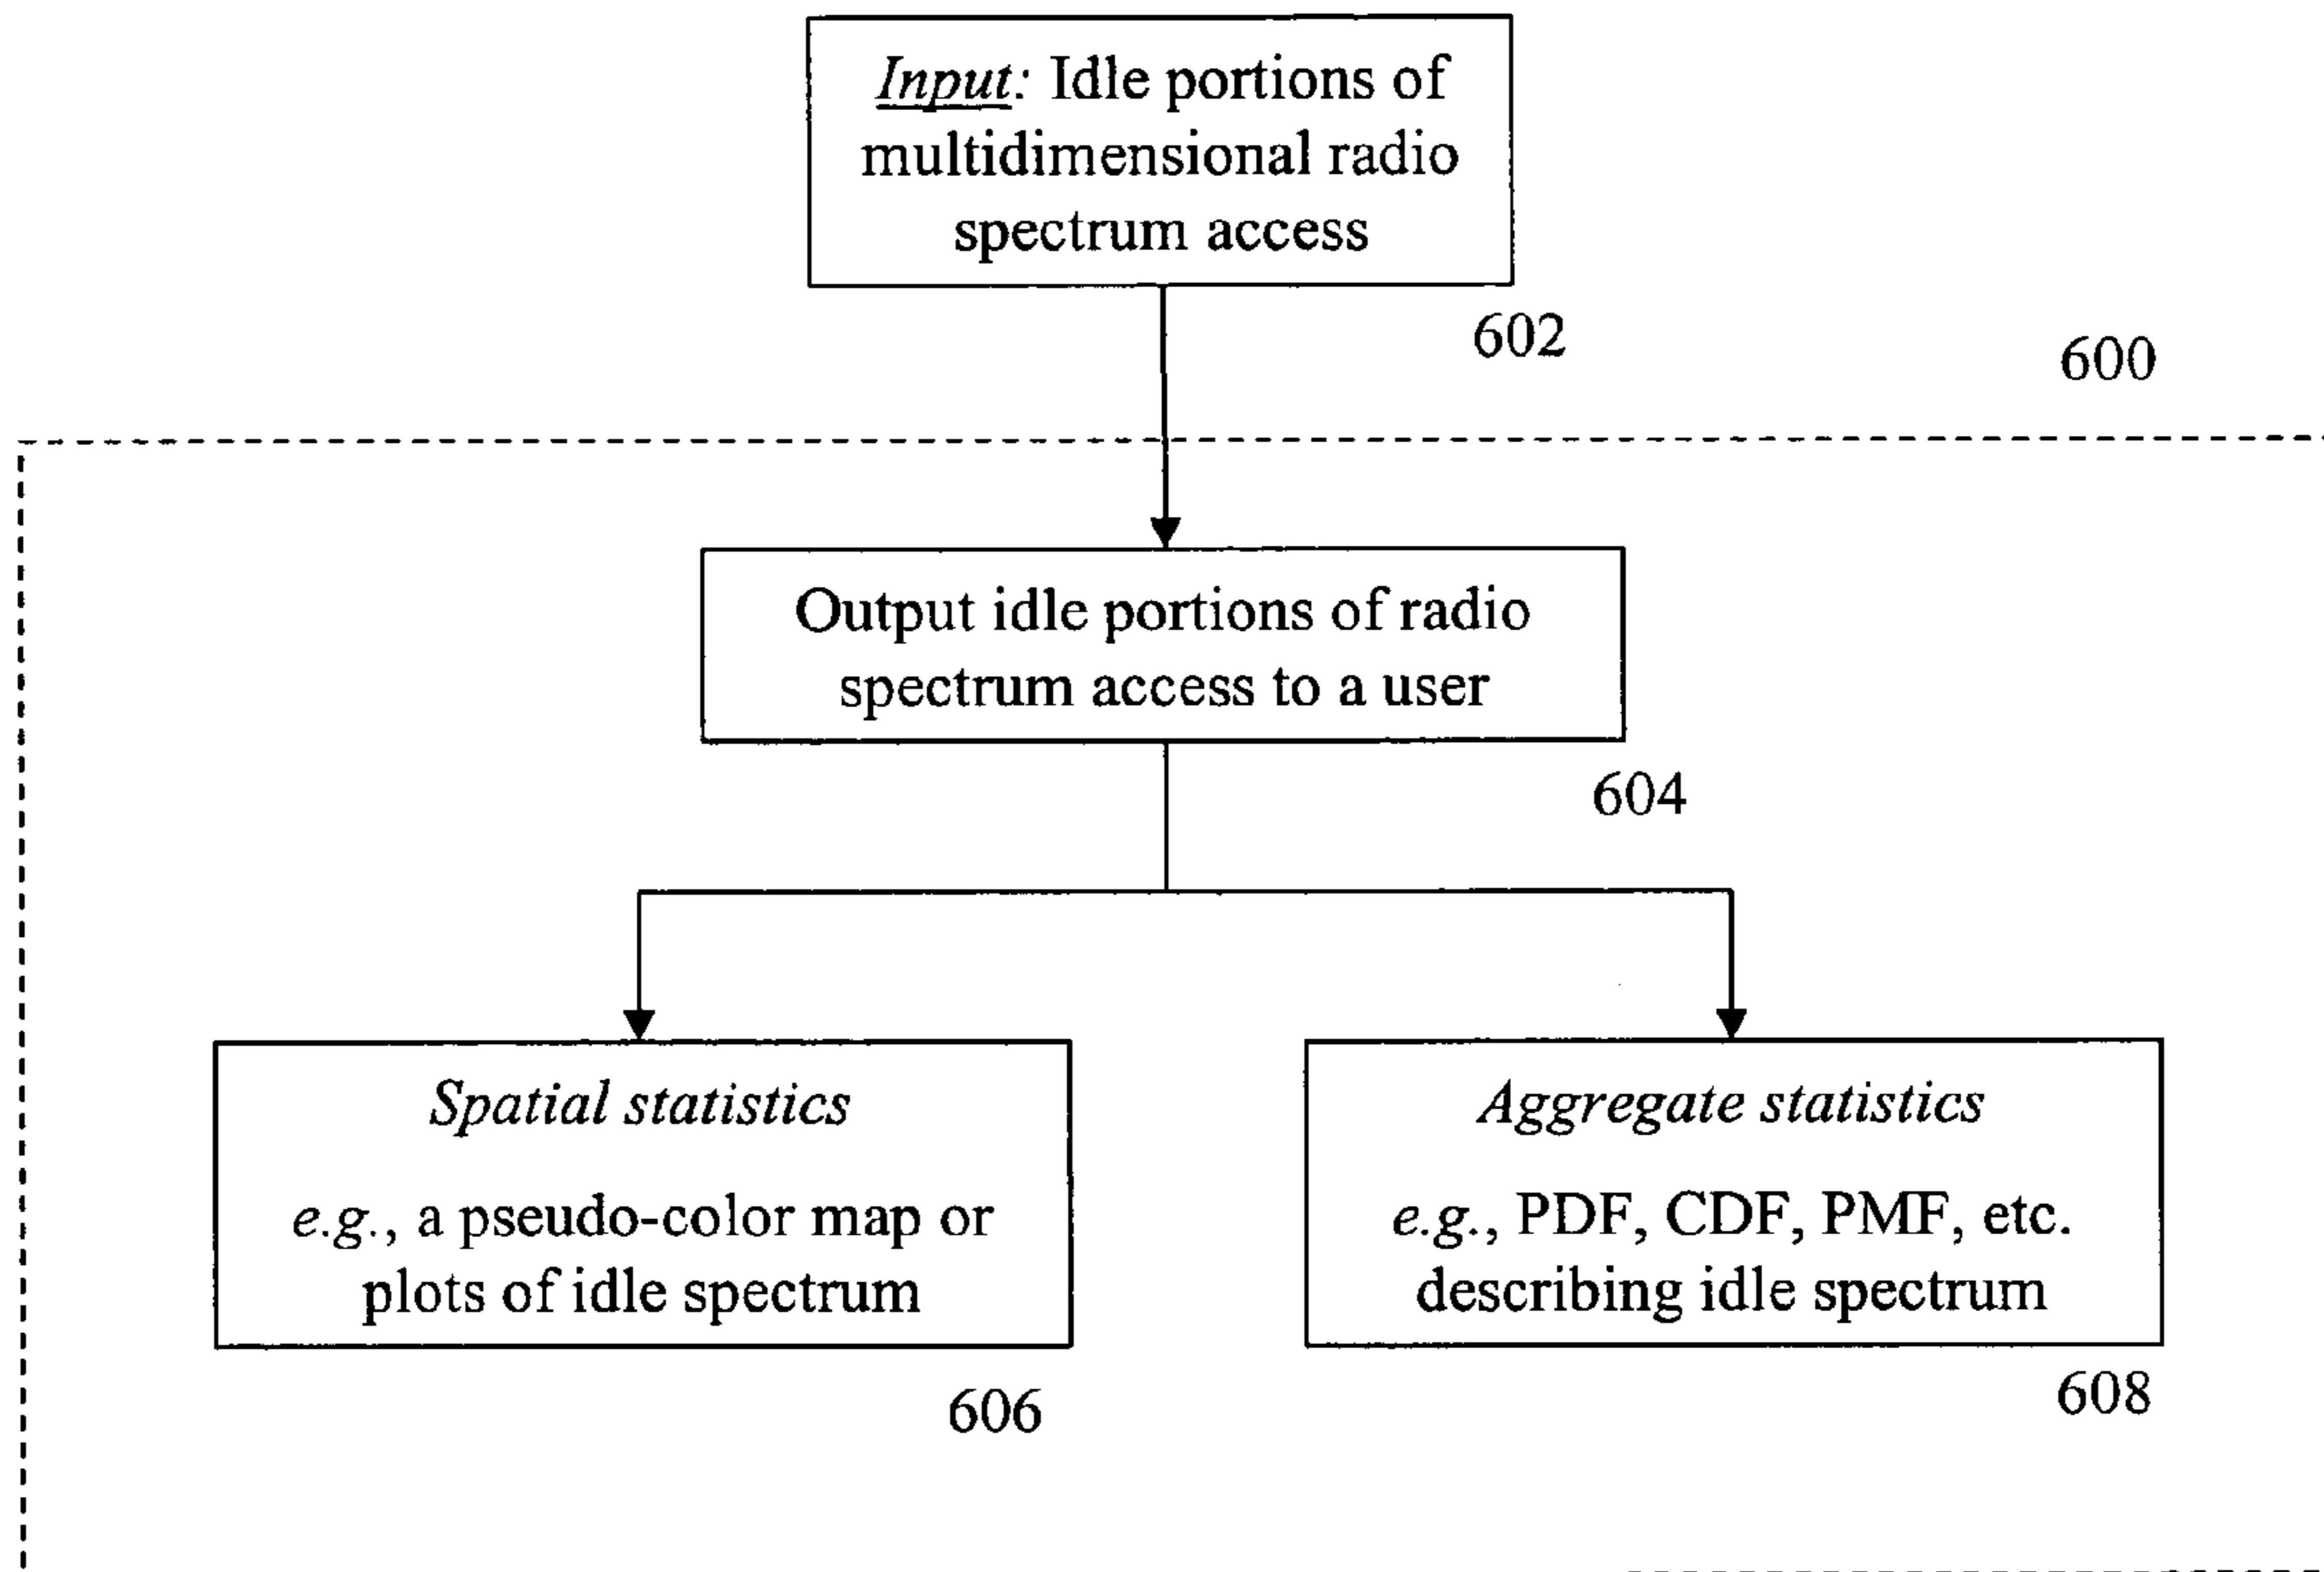 Input: Idle portions of
multidimensional radio
spectrum access
602
600
Output idle portions of radio
spectrum access to a user
604
Spatial statistics
e.g., a pseudo-color map or
plots of idle spectrum
606
Aggregate statistics
e.g., PDF, CDF, PMF, etc.
describing idle spectrum
608